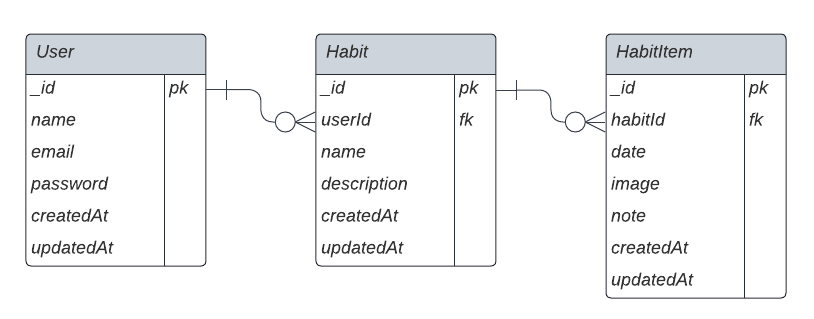 User
_id pk
name
email
password
createdAt
updatedAt
Habit
_id pk
userId fk
name
description
createdAt
updatedAt
HabitItem
_id pk
habitId fk
date
image
note
createdAt
updatedAt